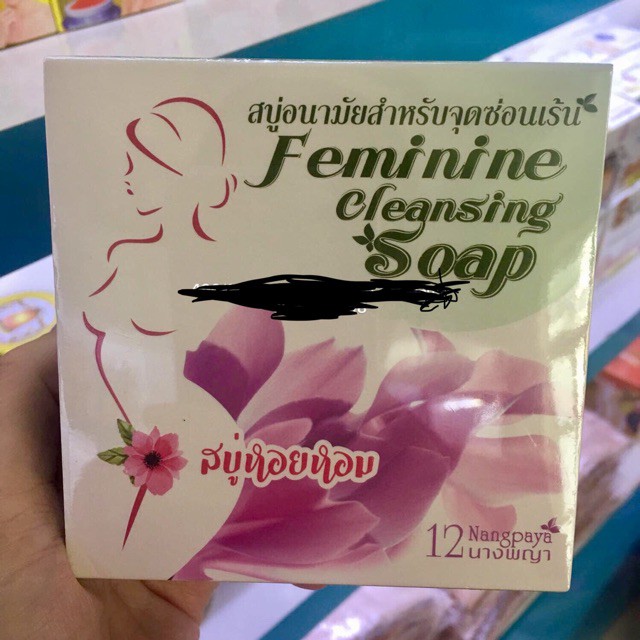 สบู่อนามัยสำหรับจุดซ่อนเร้น
Feminine
Cleansing
Soap
สบู่หอยหอม
12 Nangpaya
นางพญา